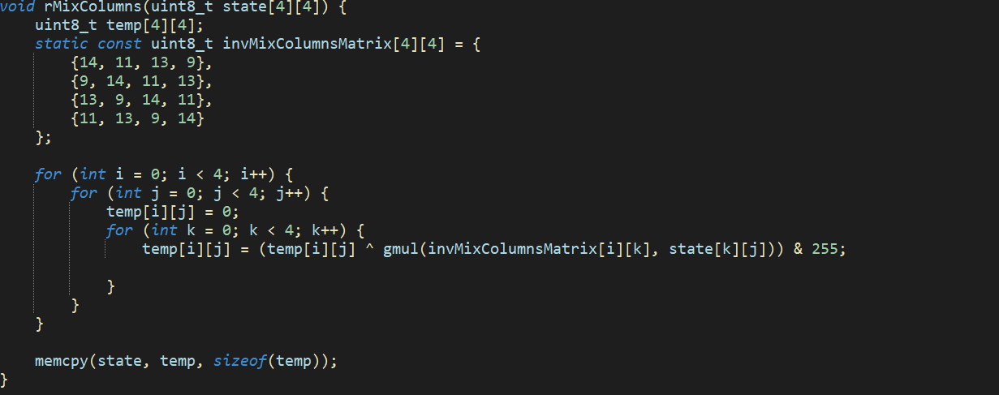 void rMixColumns(uint8_t state[4][4]) {
    uint8_t temp[4][4];
    static const uint8_t invMixColumnsMatrix[4][4] = {
        {14, 11, 13, 9},
        {9, 14, 11, 13},
        {13, 9, 14, 11},
        {11, 13, 9, 14}
    };
    for (int i = 0; i < 4; i++) {
        for (int j = 0; j < 4; j++) {
            temp[i][j] = 0;
            for (int k = 0; k < 4; k++) {
                temp[i][j] = (temp[i][j] ^ gmul(invMixColumnsMatrix[i][k], state[k][j])) & 255;
            }
        }
    }
    memcpy(state, temp, sizeof(temp));
}